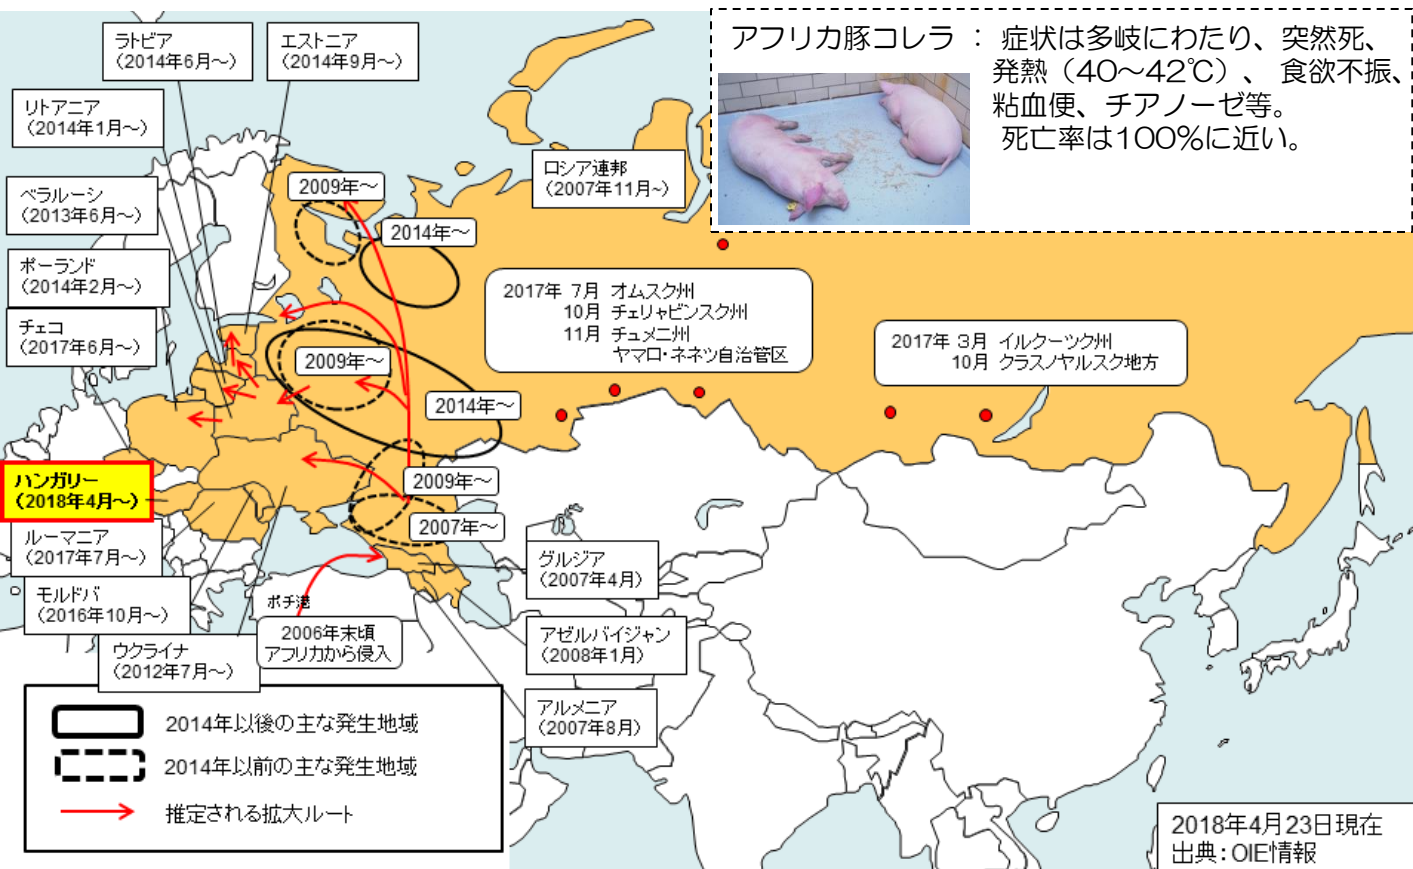 アフリカ豚コレラ ： 症状は多岐にわたり、突然死、
発熱（40～42℃）、 食欲不振、
粘血便、チアノーゼ等。
死亡率は100％に近い。
ラトビア
（2014年6月～）
エストニア
（2014年9月～）
リトアニア
（2014年1月～）
ベラルーシ
（2013年6月～）
ポーランド
（2014年2月～）
チェコ
（2017年6月～）
ハンガリー
（2018年4月～）
ルーマニア
（2017年7月～）
モルドバ
（2016年10月～）
ウクライナ
（2012年7月～）
ロシア連邦
（2007年11月~）
2009年～
2014年～
2009年～
2014年～
2009年～
2007年～
2017年 7月 オムスク州
10月 チェリャビンスク州
11月 チュメニ州
ヤマロ・ネネツ自治管区
2017年 3月 イルクーツク州
10月 クラスノヤルスク地方
グルジア
（2007年4月）
アゼルバイジャン
（2008年1月）
アルメニア
（2007年8月）
ポチ港
2006年末頃
アフリカから侵入
2014年以後の主な発生地域
2014年以前の主な発生地域
推定される拡大ルート
2018年4月23日現在
出典：OIE情報